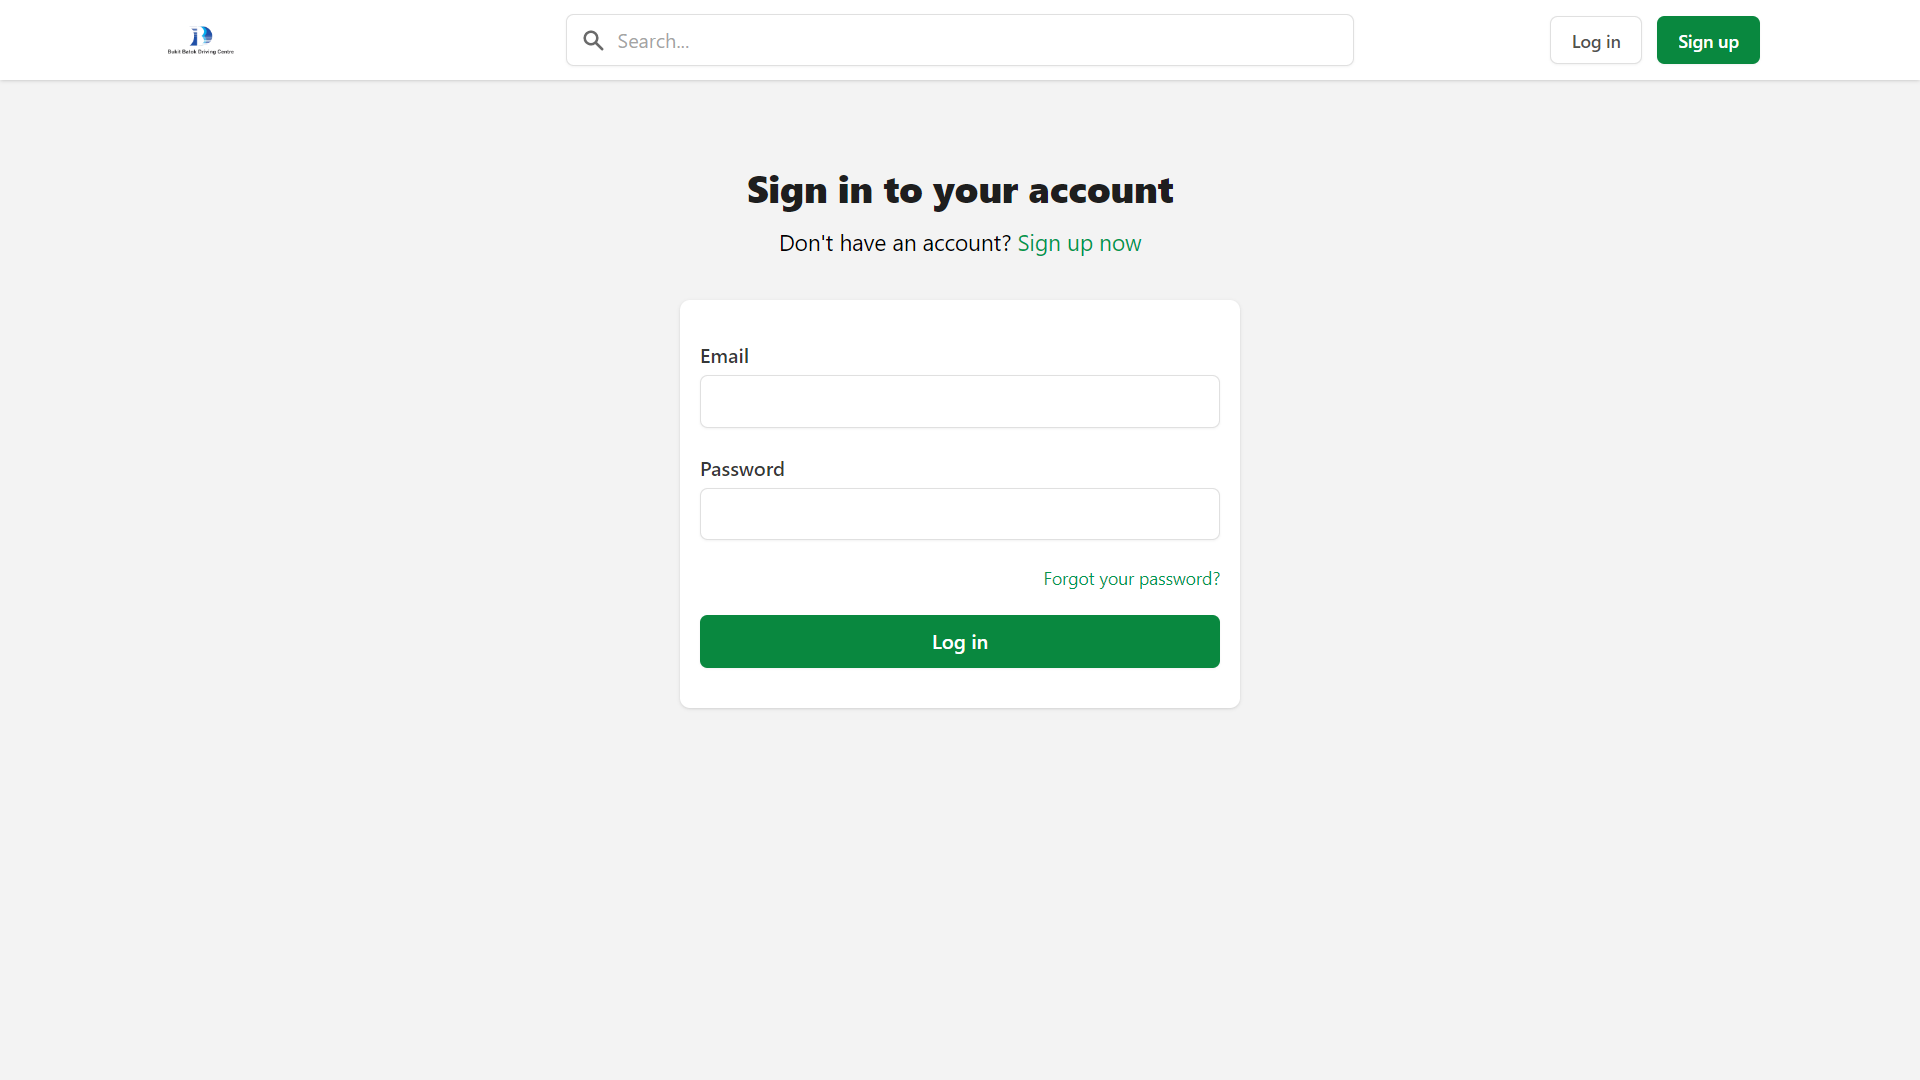 Bukit Batok Driving Centre
Search...
Log in
Sign up
Sign in to your account
Don't have an account? Sign up now
Email
Password
Forgot your password?
Log in